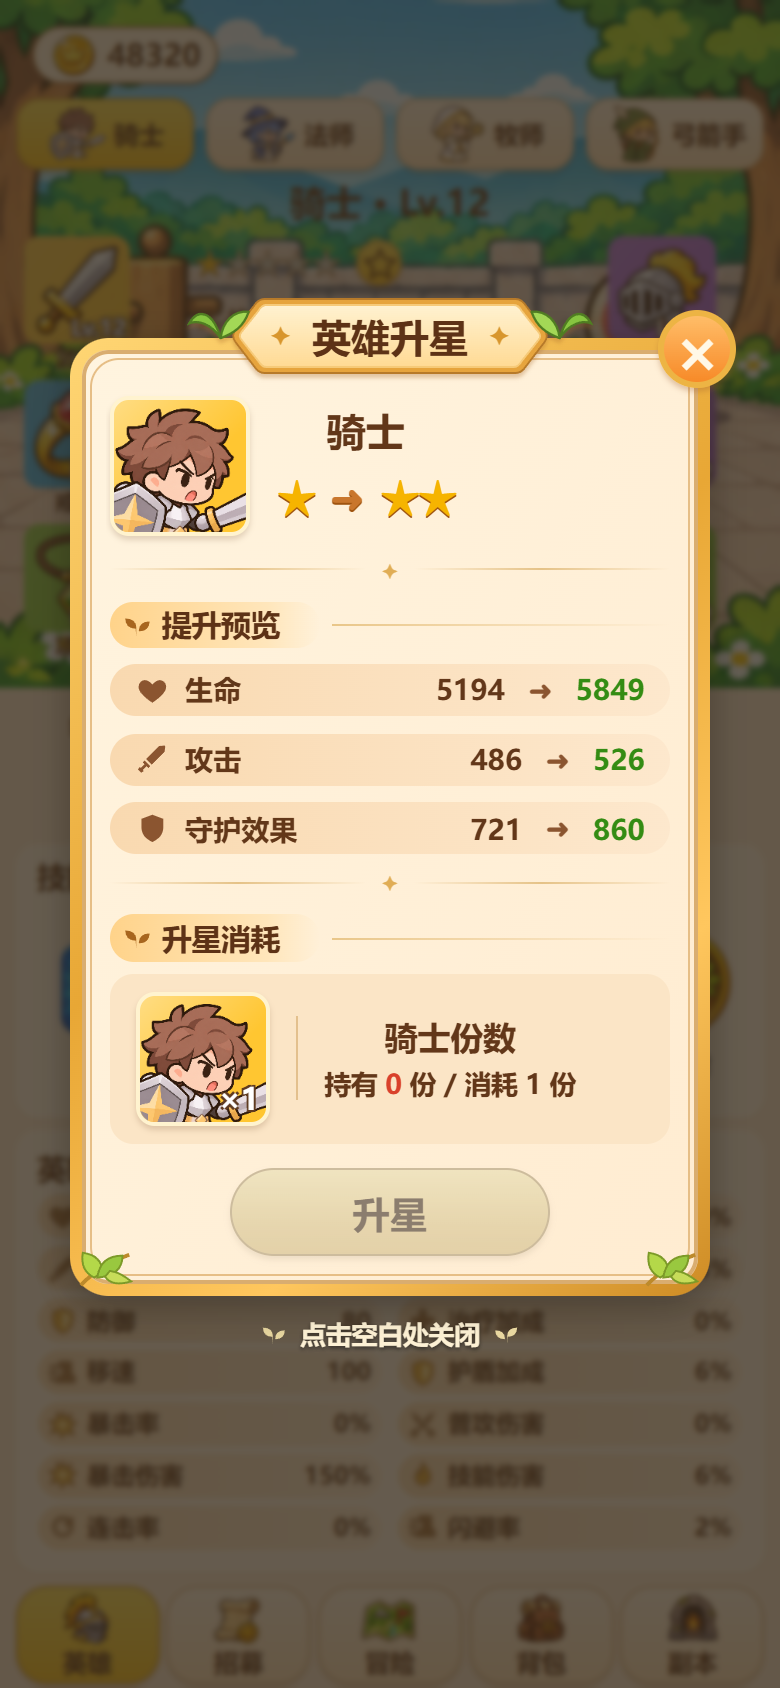 48320
骑士
法师
牧师
弓箭手
骑士 • Lv.12
英雄升星
骑士
提升预览
生命 5194 → 5849
攻击 486 → 526
守护效果 721 → 860
升星消耗
×1
骑士份数
持有 0 份 / 消耗 1 份
升星
点击空白处关闭
防御
0%
移速 100
护盾加成 6%
暴击率 0%
普攻伤害 0%
暴击伤害 150%
技能伤害 6%
连击率 0%
闪避率 2%
英雄
招募
冒险
背包
副本